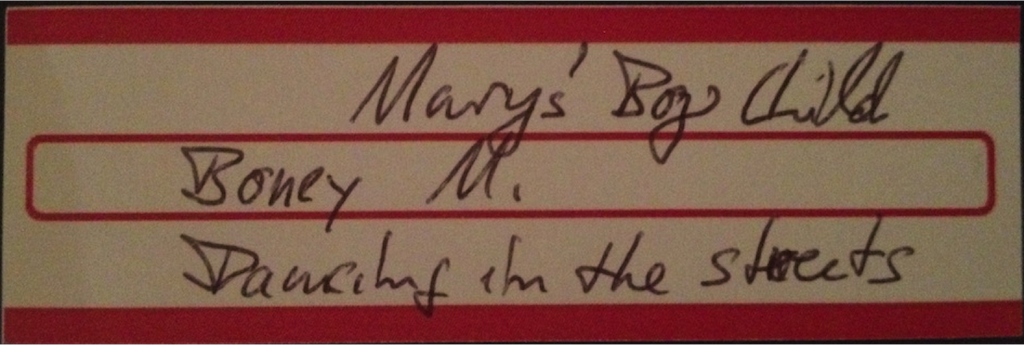 Marys' Boy Child
Boney M.
Dancing in the streets